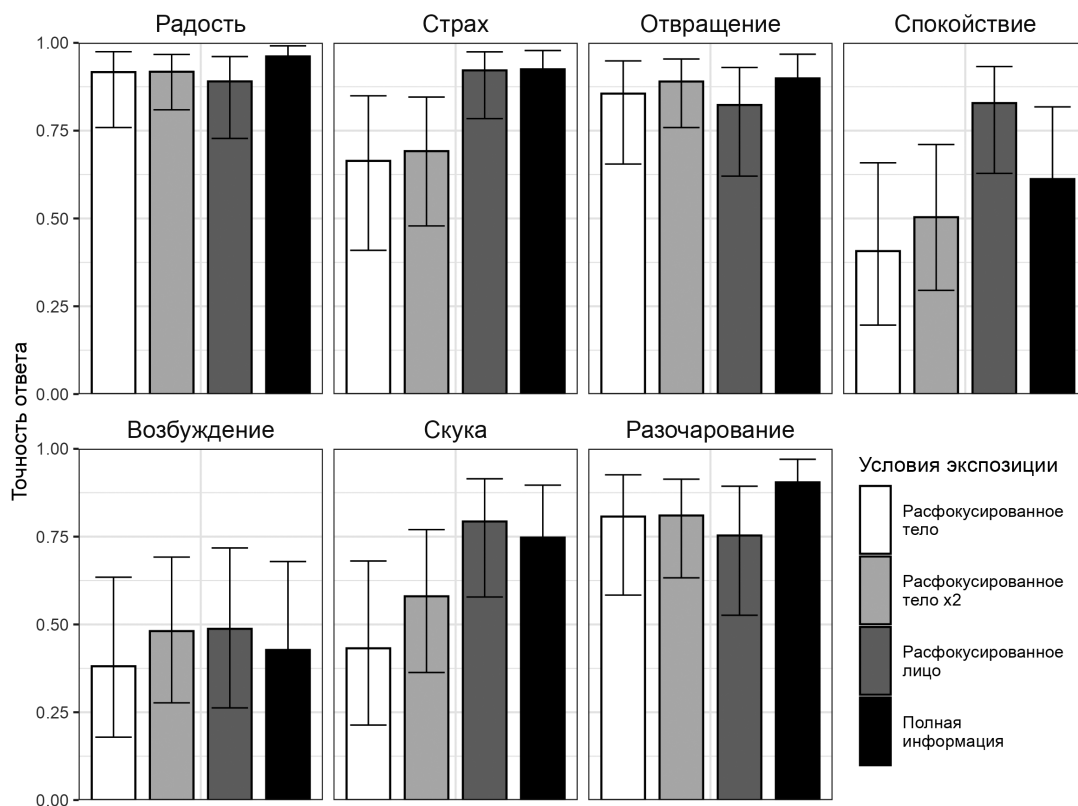 Радость
Страх
Отвращение
Спокойствие
1.00
0.75
0.50
0.25
0.00
Точность ответа
Возбуждение
Скука
Разочарование
1.00
0.75
0.50
0.25
0.00
Условия экспозиции
Расфокусированное
тело
Расфокусированное
тело x2
Расфокусированное
лицо
Полная
информация